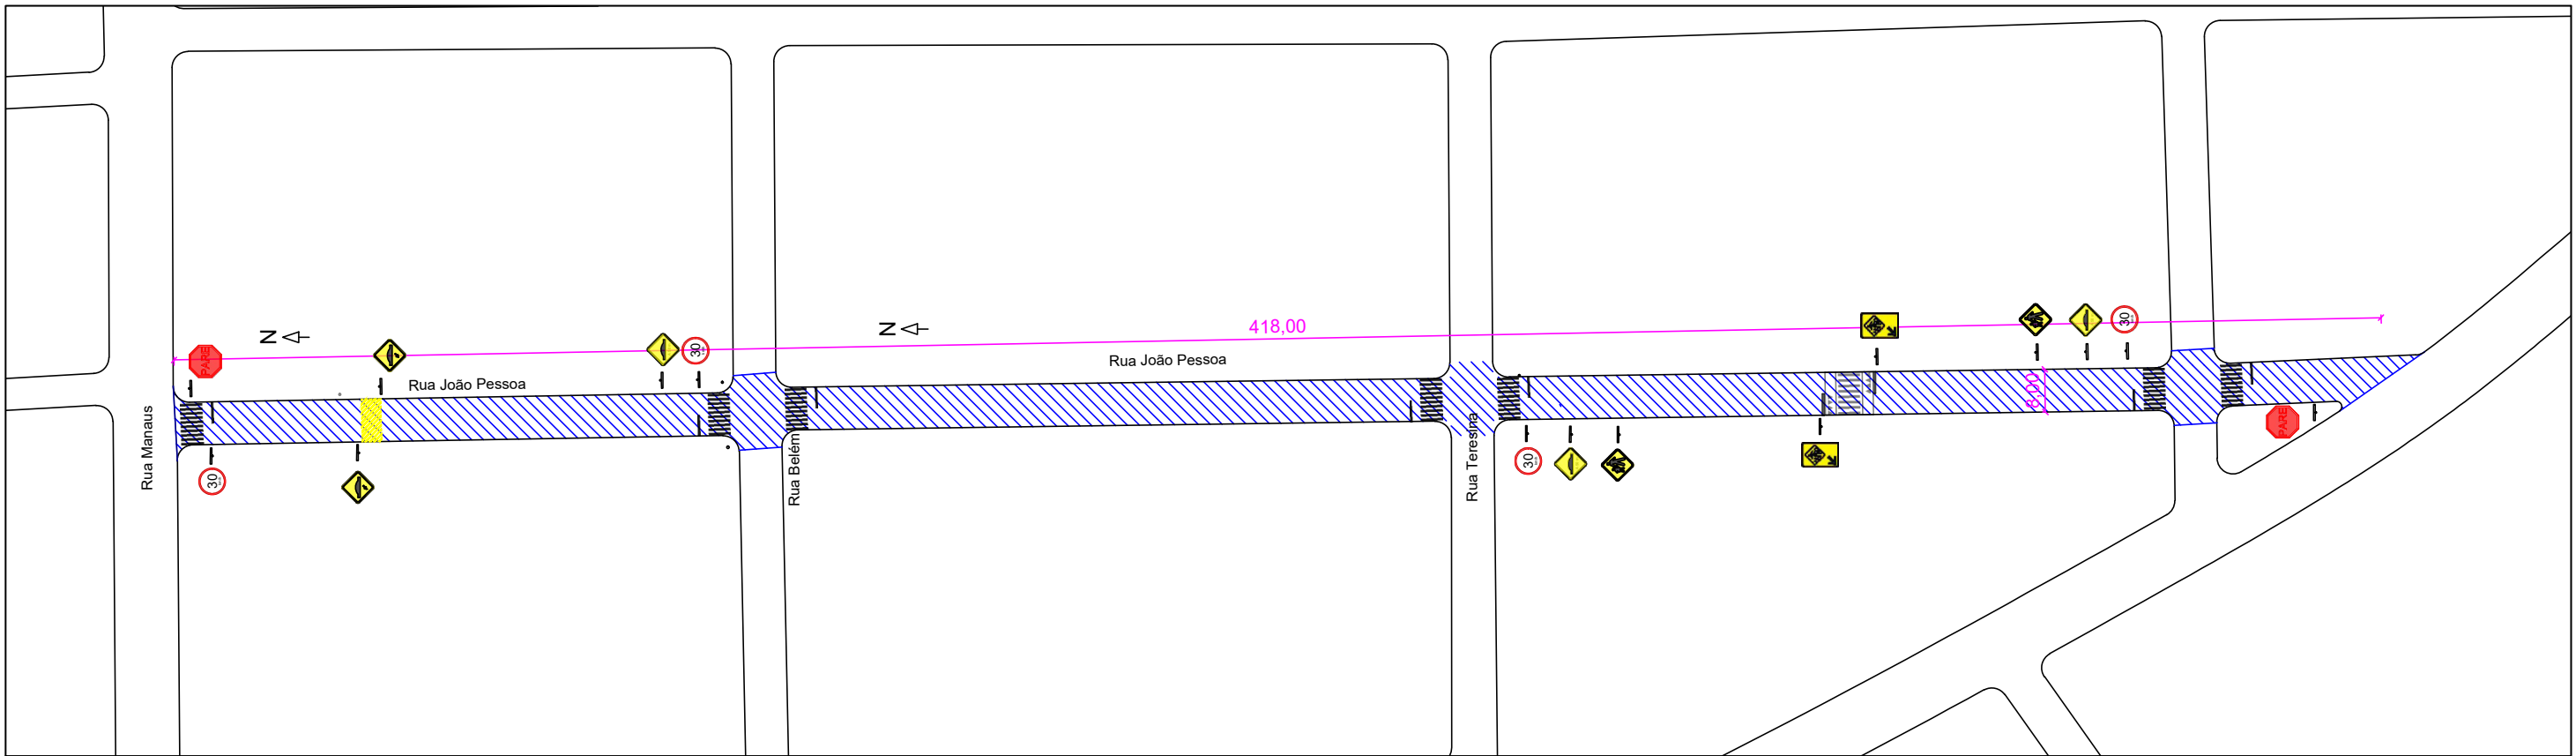 418,00
N
N
Rua João Pessoa
Rua João Pessoa
PARE
30
30
30
30
8,00
PARE
Rua Manaus
Rua Belém
Rua Teresina